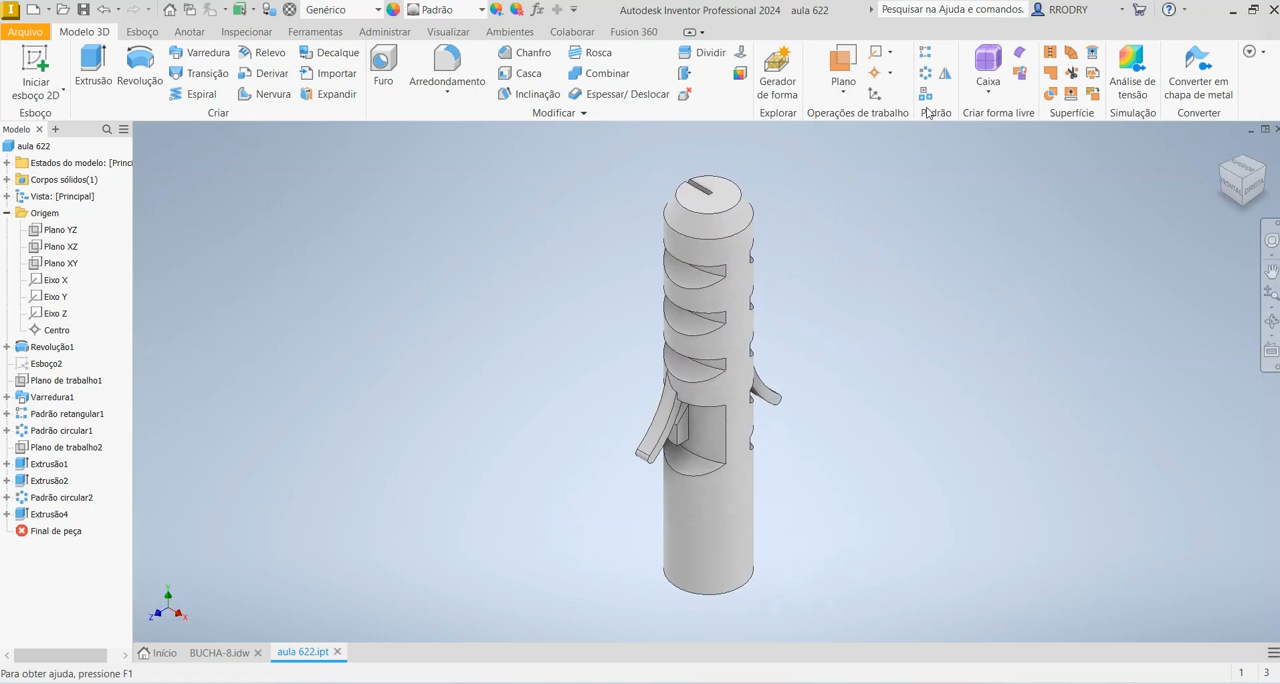 Genérico
Padrão
Autodesk Inventor Professional 2024
aula 622
Pesquisar na Ajuda e comandos.
RRODRY
Arquivo
Modelo 3D
Esboço
Anotar
Inspecionar
Ferramentas
Administrar
Visualizar
Ambientes
Colaborar
Fusion 360
Iniciar
esboço 2D
Extrusão
Revolução
Varredura
Transição
Espiral
Relevo
Derivar
Nervura
Decalque
Importar
Expandir
Furo
Arredondamento
Chanfro
Casca
Inclinação
Rosca
Combinar
Espessar/ Deslocar
Dividir
Gerador
de forma
Plano
Caixa
Análise de
tensão
Converter em
chapa de metal
Esboço
Criar
Modificar
Explorar
Operações de trabalho
Padrão
Criar forma livre
Superfície
Simulação
Converter
Modelo
aula 622
Estados do modelo: [Princ
Corpos sólidos(1)
Vista: [Principal]
Origem
Plano YZ
Plano XZ
Plano XY
Eixo X
Eixo Y
Eixo Z
Centro
Revolução1
Esboço2
Plano de trabalho1
Varredura1
Padrão retangular1
Padrão circular1
Plano de trabalho2
Extrusão1
Extrusão2
Padrão circular2
Extrusão4
Final de peça
FRONTAL
DIREITA
Y
Z
X
Início
BUCHA-8.idw
aula 622.ipt
Para obter ajuda, pressione F1
1
3